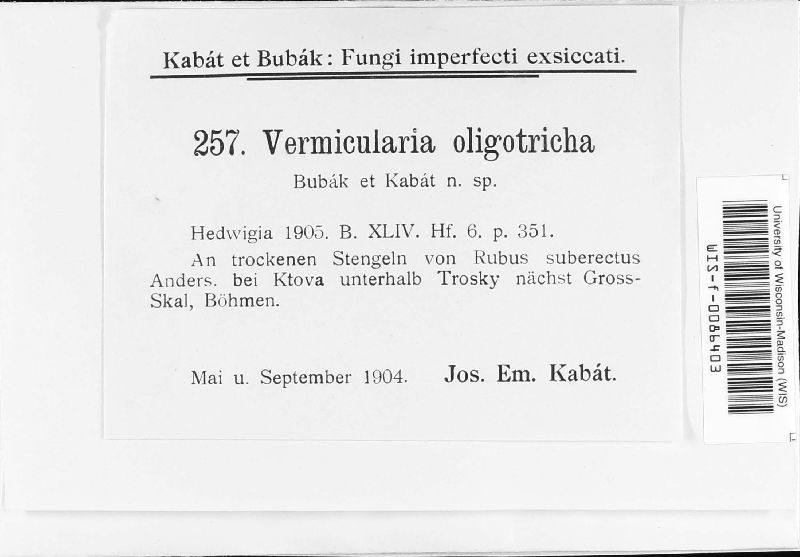 Kabát et Bubák: Fungi imperfecti exsiccati.
257. Vermicularia oligotricha
Bubák et Kabát n. sp.
Hedwigia 1905. B. XLIV. Hf. 6. p. 351.
An trockenen Stengeln von Rubus suberectus
Anders. bei Ktova unterhalb Trosky nächst Gross-
Skal, Böhmen.
Mai u. September 1904. Jos. Em. Kabát.
University of Wisconsin-Madison (WIS)
WIS-f-0086403